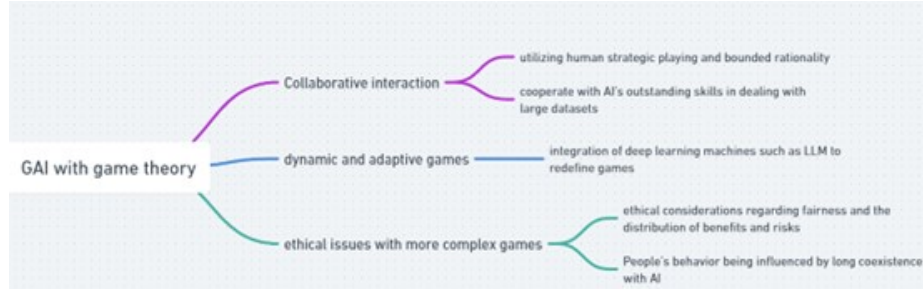 GAI with game theory
Collaborative interaction
utilizing human strategic playing and bounded rationality
cooperate with AI's outstanding skills in dealing with
large datasets
dynamic and adaptive games
integration of deep learning machines such as LLM to
redefine games
ethical issues with more complex games
ethical considerations regarding fairness and the
distribution of benefits and risks
People's behavior being influenced by long coexistence
with AI